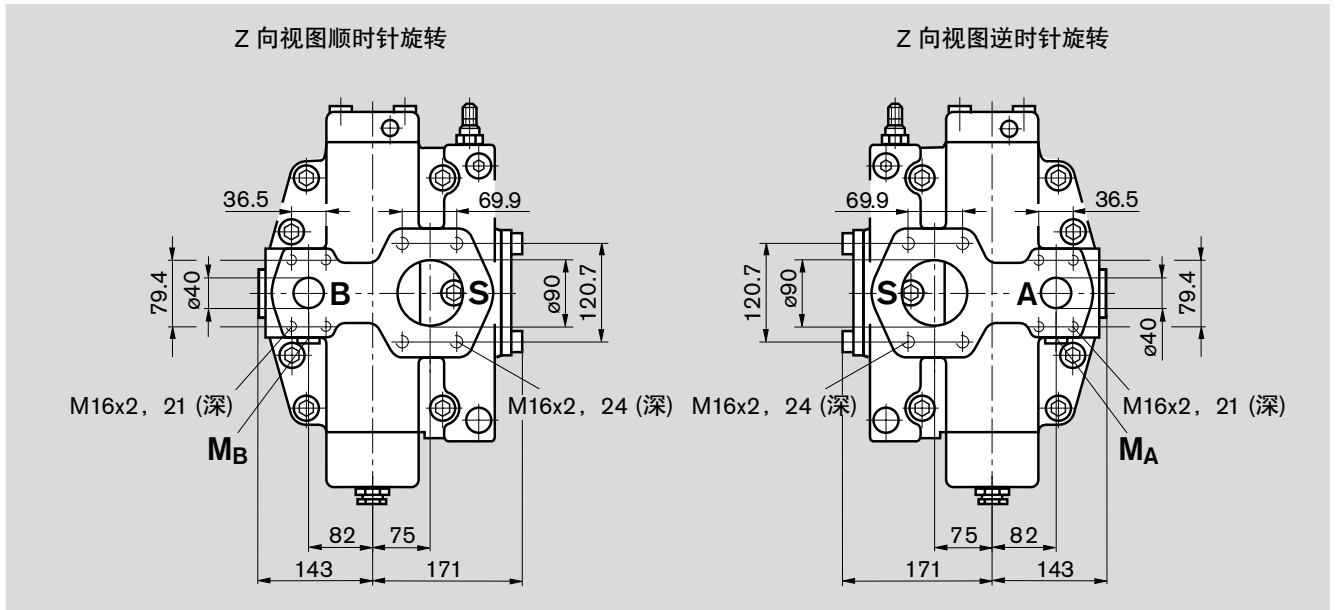 Z 向视图顺时针旋转
36.5
69.9
79.4
ø40
B
S
ø90
120.7
M16x2，21 (深)
M16x2，24 (深)
MB
82
75
143
171
Z 向视图逆时针旋转
69.9
36.5
120.7
ø90
S
A
79.4
ø40
M16x2，24 (深)
M16x2，21 (深)
MA
75
82
171
143